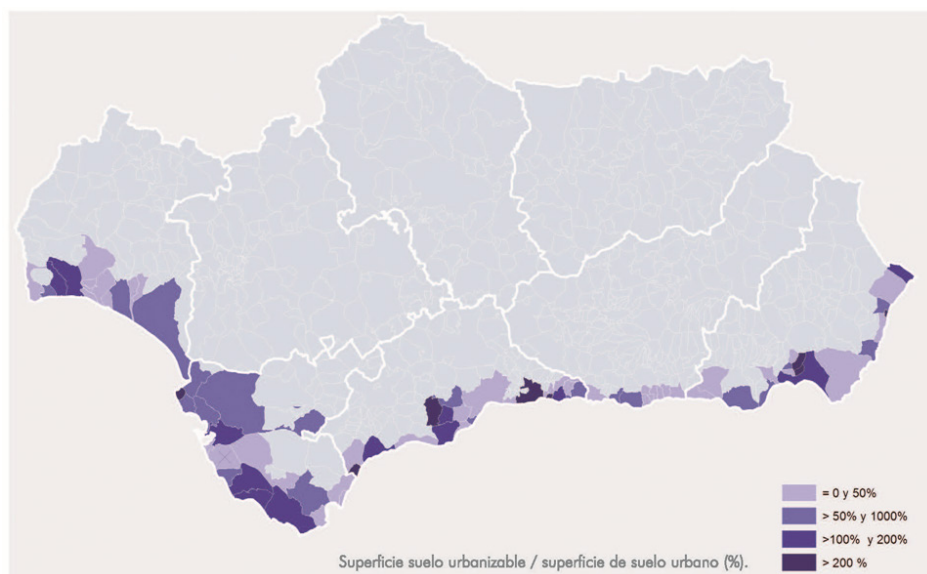 = 0 y 50%
> 50% y 1000%
>100% y 200%
> 200 %
Superficie suelo urbanizable / superficie de suelo urbano (%).